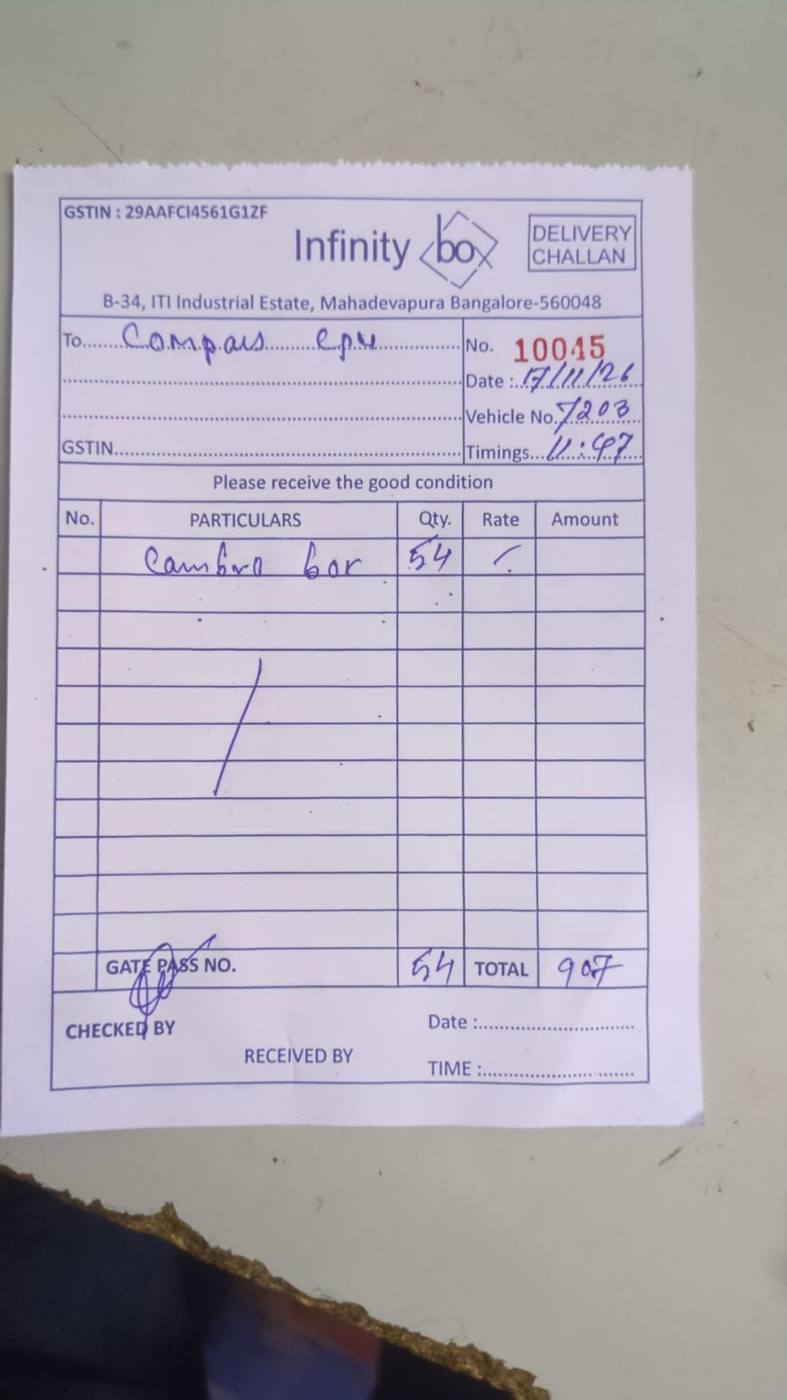 GSTIN : 29AAFCI4561G1ZF
Infinity box
DELIVERY CHALLAN
B-34, ITI Industrial Estate, Mahadevapura Bangalore-560048
To........Compass cpu
No. 10045
Date : 17/11/26
Vehicle No. 7203
GSTIN
Timings... 11:47
Please receive the good condition
No. PARTICULARS Qty. Rate Amount
Cambro bor 54
GATE PASS NO. 54 TOTAL 907
CHECKED BY
Date :
RECEIVED BY
TIME :